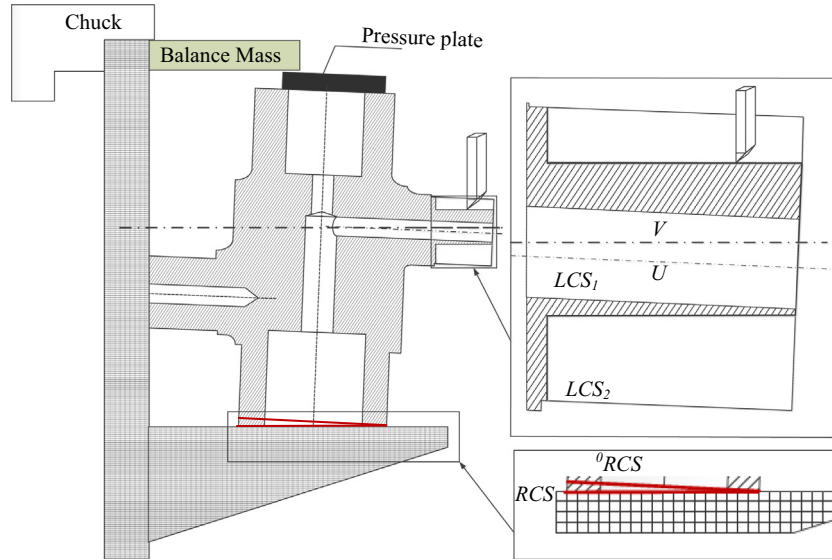 Chuck
Pressure plate
Balance Mass
V
U
LCS₁
LCS₂
⁰RCS
RCS